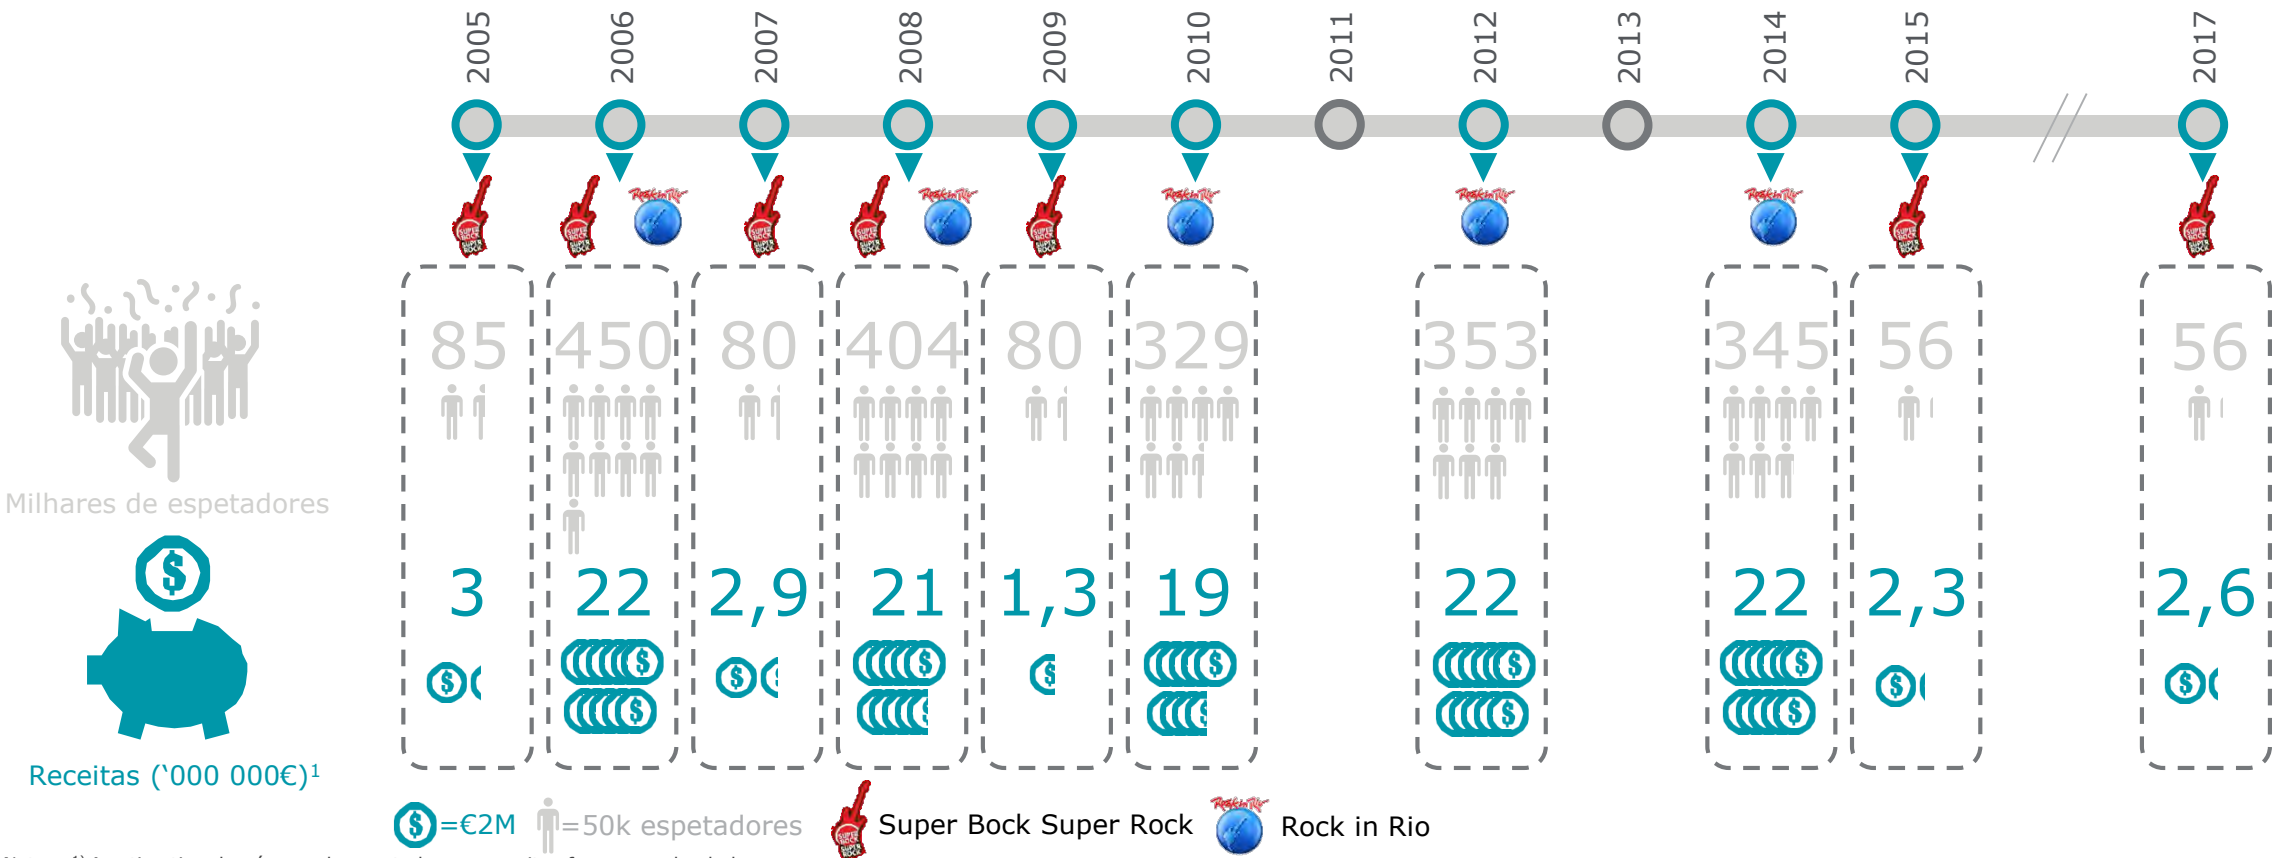 2005 2006 2007 2008 2009 2010 2011 2012 2013 2014 2015 2017
85 450 80 404 80 329 353 345 56 56
Milhares de espetadores
3 22 2,9 21 1,3 19 22 22 2,3 2,6
Receitas (‘000 000€)¹
=€2M =50k espetadores Super Bock Super Rock Rock in Rio